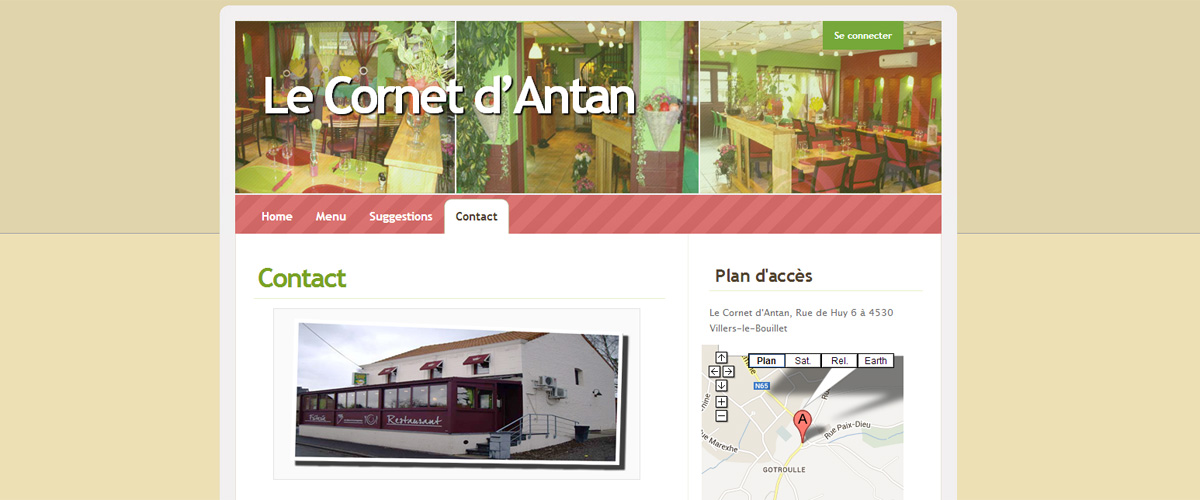 Se connecter
Le Cornet d'Antan
Home Menu Suggestions Contact
Contact
Restaurant
Plan d'accès
Le Cornet d'Antan, Rue de Huy 6 à 4530
Villers-le-Bouillet
Plan Sat. Rel. Earth
N65
A
Rue Paix-Dieu
Rue Marexhe
GOTROULLE